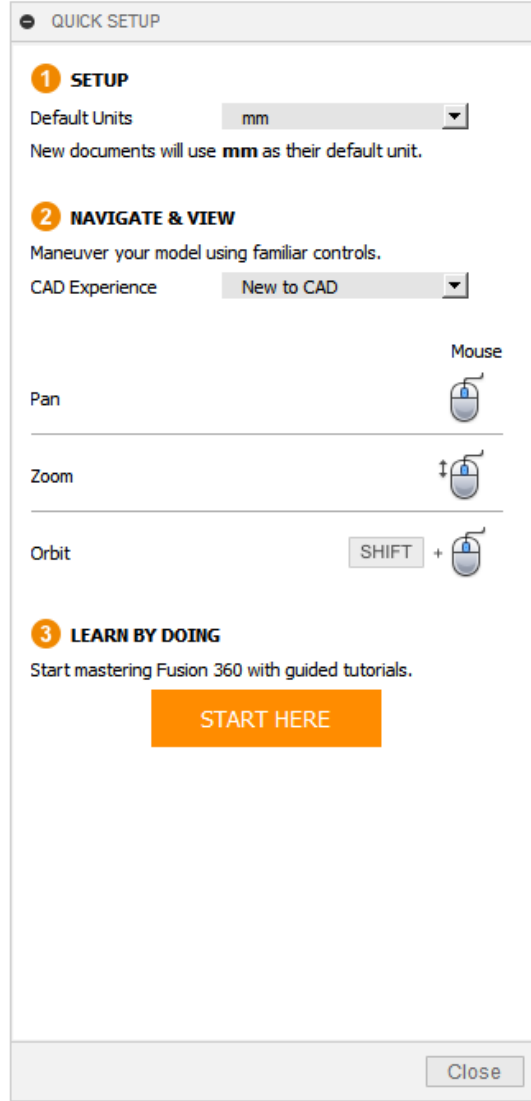 QUICK SETUP
1 SETUP
Default Units mm
New documents will use mm as their default unit.
2 NAVIGATE & VIEW
Maneuver your model using familiar controls.
CAD Experience New to CAD
Mouse
Pan
Zoom
Orbit SHIFT +
3 LEARN BY DOING
Start mastering Fusion 360 with guided tutorials.
START HERE
Close